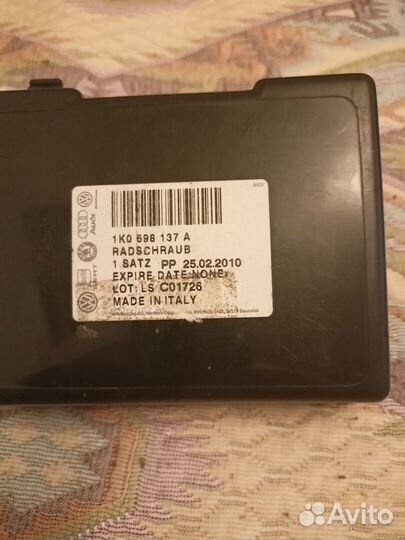 Audi
SEAT
1K0 698 137 A
RADSCHRAUB
1 SATZ PP 25.02.2010
EXPIRE DATE:NONE
LOT: LS C01726
MADE IN ITALY
Avito